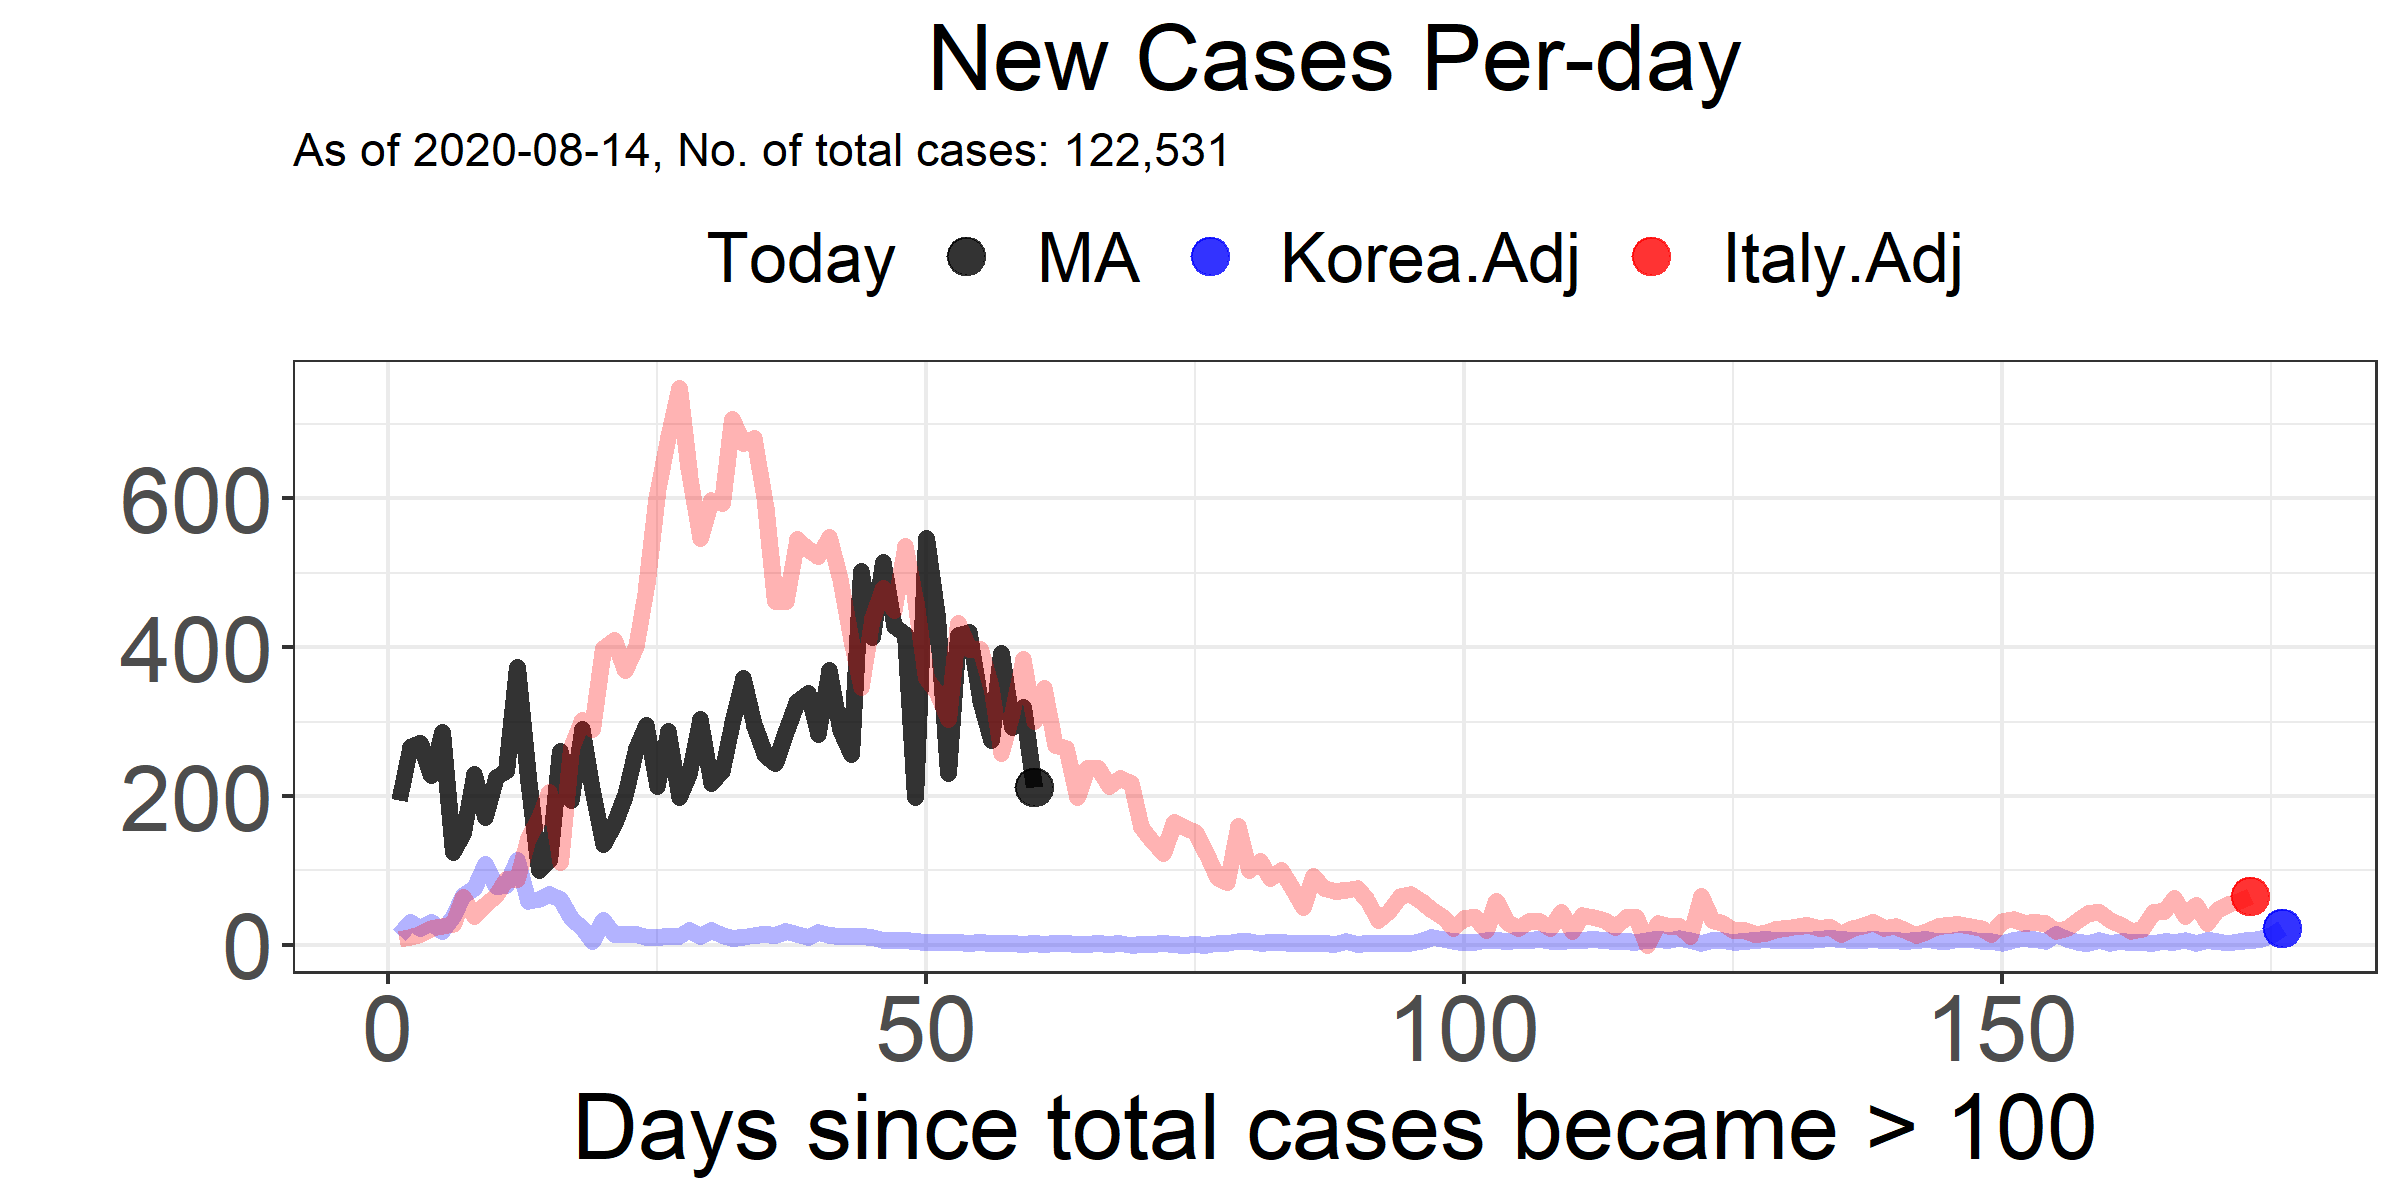 New Cases Per-day
As of 2020-08-14, No. of total cases: 122,531
Today MA Korea.Adj Italy.Adj
600
400
200
0
0 50 100 150
Days since total cases became > 100